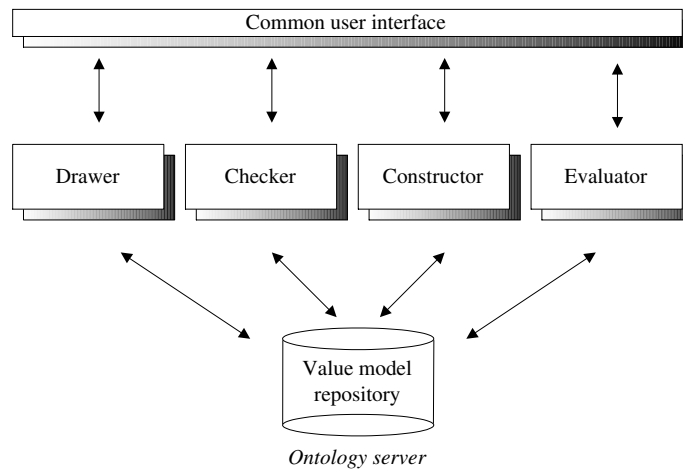 Common user interface
Drawer
Checker
Constructor
Evaluator
Value model
repository
Ontology server